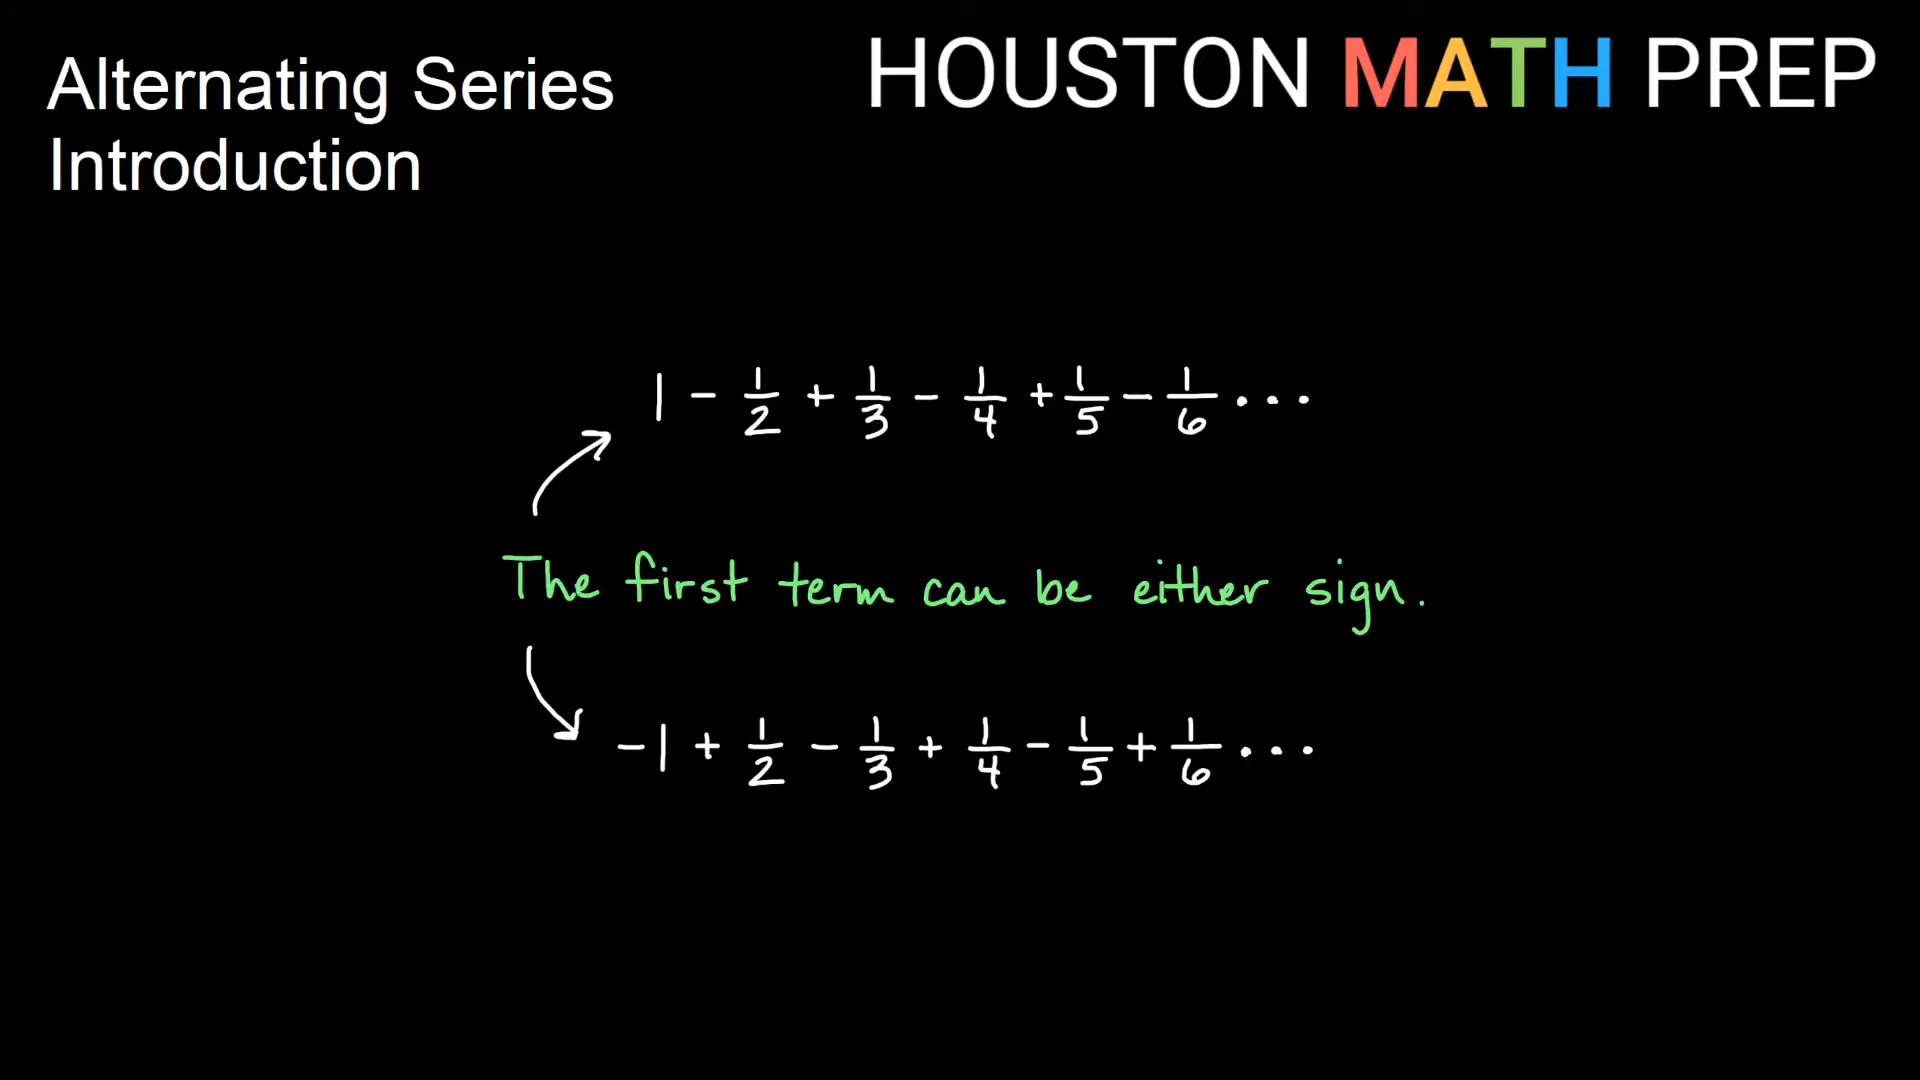 Alternating Series
Introduction
HOUSTON MATH PREP
1 - 1/2 + 1/3 - 1/4 + 1/5 - 1/6 ...
The first term can be either sign.
-1 + 1/2 - 1/3 + 1/4 - 1/5 + 1/6 ...